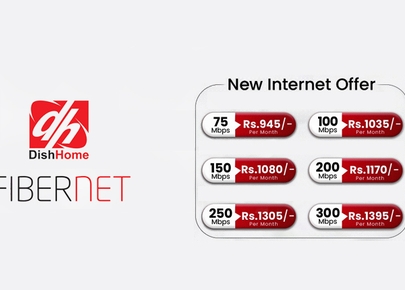 dh
DishHome
FIBERNET
New Internet Offer
75 Mbps Rs.945/- Per Month
100 Mbps Rs.1035/- Per Month
150 Mbps Rs.1080/- Per Month
200 Mbps Rs.1170/- Per Month
250 Mbps Rs.1305/- Per Month
300 Mbps Rs.1395/- Per Month